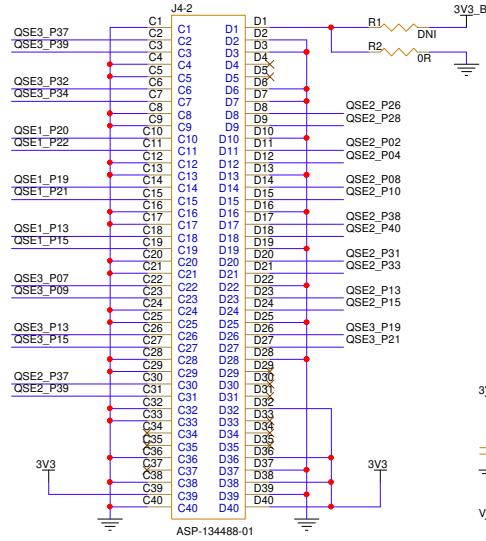 J4-2
3V3_B
R1
DNI
R2
0R
C1 C1 D1 D1
QSE3_P37 C2 C2 D2 D2
QSE3_P39 C3 C3 D3 D3
C4 C4 D4 D4
C5 C5 D5 D5
QSE3_P32 C6 C6 D6 D6
QSE3_P34 C7 C7 D7 D7
C8 C8 D8 D8 QSE2_P26
C9 C9 D9 D9 QSE2_P28
QSE1_P20 C10 C10 D10 D10
QSE1_P22 C11 C11 D11 D11 QSE2_P02
C12 C12 D12 D12 QSE2_P04
C13 C13 D13 D13
QSE1_P19 C14 C14 D14 D14 QSE2_P08
QSE1_P21 C15 C15 D15 D15 QSE2_P10
C16 C16 D16 D16
C17 C17 D17 D17 QSE2_P38
QSE1_P13 C18 C18 D18 D18 QSE2_P40
QSE1_P15 C19 C19 D19 D19
C20 C20 D20 D20 QSE2_P31
C21 C21 D21 D21 QSE2_P33
QSE3_P07 C22 C22 D22 D22
QSE3_P09 C23 C23 D23 D23 QSE2_P13
C24 C24 D24 D24 QSE2_P15
C25 C25 D25 D25
QSE3_P13 C26 C26 D26 D26 QSE3_P19
QSE3_P15 C27 C27 D27 D27 QSE3_P21
C28 C28 D28 D28
C29 C29 D29 D29
QSE2_P37 C30 C30 D30 D30
QSE2_P39 C31 C31 D31 D31
C32 C32 D32 D32
C33 C33 D33 D33
C34 C34 D34 D34
C35 C35 D35 D35
C36 C36 D36 D36
3V3 C37 C37 D37 D37 3V3
C38 C38 D38 D38
C39 C39 D39 D39
C40 C40 D40 D40
ASP-134488-01